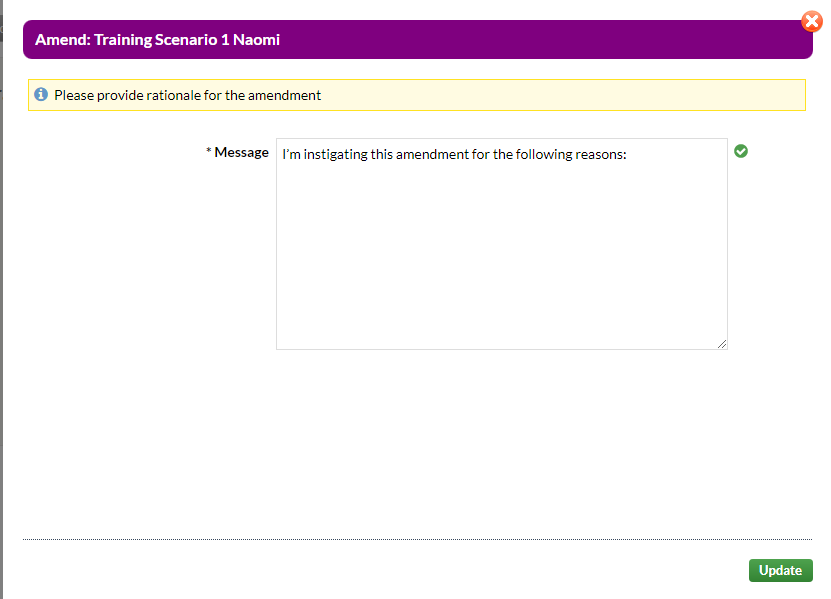 Amend: Training Scenario 1 Naomi
Please provide rationale for the amendment
* Message
I'm instigating this amendment for the following reasons:
Update